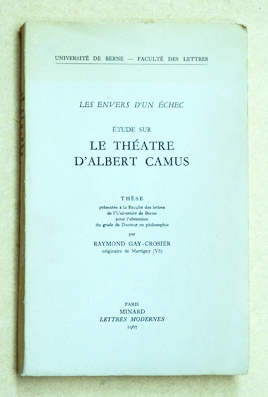 UNIVERSITÉ DE BERNE — FACULTÉ DES LETTRES
LES ENVERS D'UN ÉCHEC
ÉTUDE SUR
LE THÉATRE
D'ALBERT CAMUS
THÈSE
présentée à la Faculté des lettres
de l'Université de Berne
pour l'obtention
du grade de Docteur en philosophie
par
RAYMOND GAY-CROSIER
originaire de Martigny (VS)
PARIS
MINARD
LETTRES MODERNES
1967